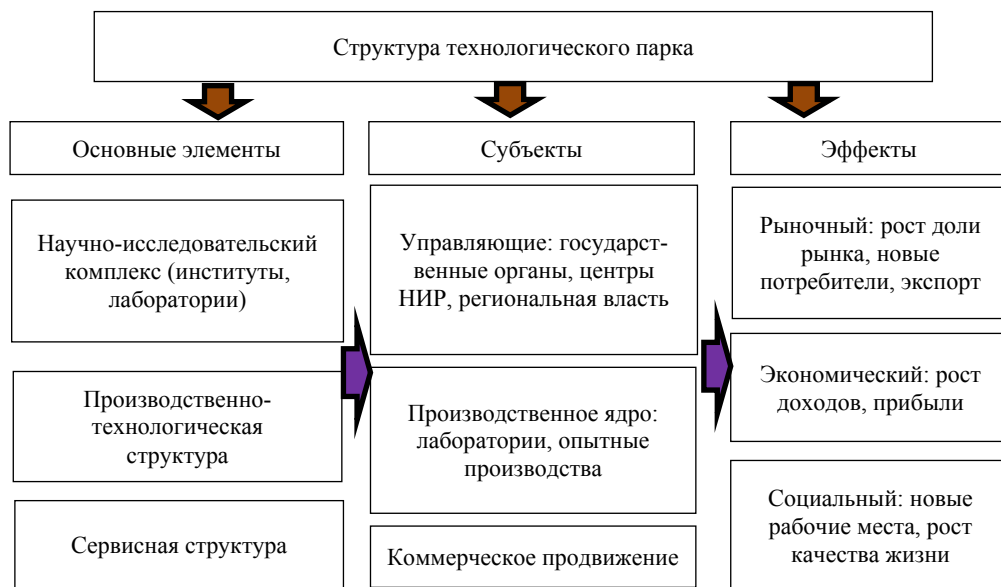 Структура технологического парка
Основные элементы
Субъекты
Эффекты
Научно-исследовательский
комплекс (институты,
лаборатории)
Производственно-
технологическая
структура
Сервисная структура
Управляющие: государст-
венные органы, центры
НИР, региональная власть
Производственное ядро:
лаборатории, опытные
производства
Коммерческое продвижение
Рыночный: рост доли
рынка, новые
потребители, экспорт
Экономический: рост
доходов, прибыли
Социальный: новые
рабочие места, рост
качества жизни